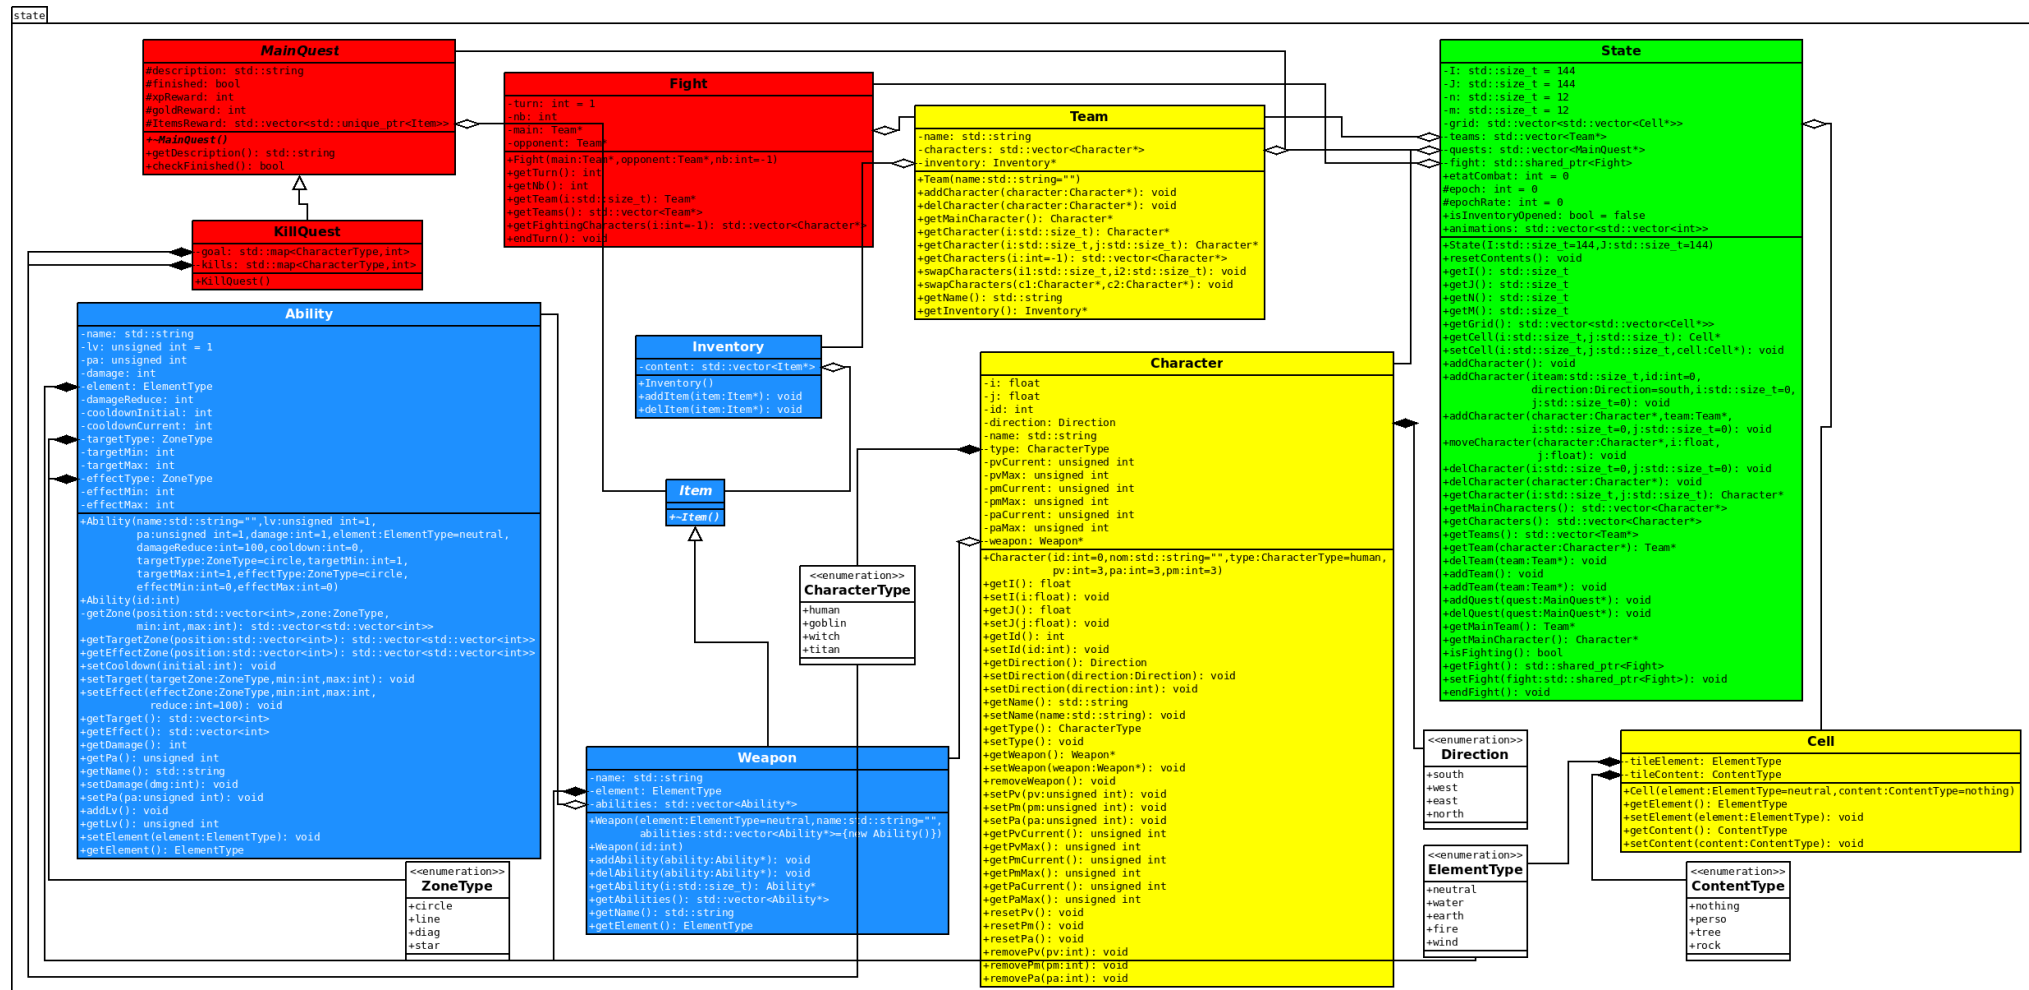 state
MainQuest
#description: std::string
#finished: bool
#xpReward: int
#goldReward: int
#ItemsReward: std::vector<std::unique_ptr<Item>>
+~MainQuest()
+getDescription(): std::string
+checkFinished(): bool
KillQuest
-goal: std::map<CharacterType,int>
-kills: std::map<CharacterType,int>
+KillQuest()
Fight
-turn: int = 1
-nb: int
-main: Team*
-opponent: Team*
+Fight(main:Team*,opponent:Team*,nb:int=-1)
+getTurn(): int
+getNb(): int
+getTeam(i:std::size_t): Team*
+getTeams(): std::vector<Team*>
+getFightingCharacters(i:int=-1): std::vector<Character*>
+endTurn(): void
Team
-name: std::string
-characters: std::vector<Character*>
-inventory: Inventory*
+Team(name:std::string="")
+addCharacter(character:Character*): void
+delCharacter(character:Character*): void
+getMainCharacter(): Character*
+getCharacter(i:std::size_t): Character*
+getCharacter(i:std::size_t,j:std::size_t): Character*
+getCharacters(i:int=-1): std::vector<Character*>
+swapCharacters(i1:std::size_t,i2:std::size_t): void
+swapCharacters(c1:Character*,c2:Character*): void
+getName(): std::string
+getInventory(): Inventory*
State
-I: std::size_t = 144
-J: std::size_t = 144
-n: std::size_t = 12
-m: std::size_t = 12
-grid: std::vector<std::vector<Cell*>>
-teams: std::vector<Team*>
-quests: std::vector<MainQuest*>
-fight: std::shared_ptr<Fight>
+etatCombat: int = 0
#epoch: int = 0
#epochRate: int = 0
+isInventoryOpened: bool = false
+animations: std::vector<std::vector<int>>
+State(I:std::size_t=144,J:std::size_t=144)
+resetContents(): void
+getI(): std::size_t
+getJ(): std::size_t
+getN(): std::size_t
+getM(): std::size_t
+getGrid(): std::vector<std::vector<Cell*>>
+getCell(i:std::size_t,j:std::size_t): Cell*
+setCell(i:std::size_t,j:std::size_t,cell:Cell*): void
+addCharacter(): void
+addCharacter(iteam:std::size_t,id:int=0,
direction:Direction=south,i:std::size_t=0,
j:std::size_t=0): void
+addCharacter(character:Character*,team:Team*,
i:std::size_t=0,j:std::size_t=0): void
+moveCharacter(character:Character*,i:float,
j:float): void
+delCharacter(i:std::size_t=0,j:std::size_t=0): void
+delCharacter(character:Character*): void
+getCharacter(i:std::size_t,j:std::size_t): Character*
+getMainCharacters(): std::vector<Character*>
+getCharacters(): std::vector<Character*>
+getTeams(): std::vector<Team*>
+getTeam(character:Character*): Team*
+delTeam(team:Team*): void
+addTeam(): void
+addTeam(team:Team*): void
+addQuest(quest:MainQuest*): void
+delQuest(quest:MainQuest*): void
+getMainTeam(): Team*
+getMainCharacter(): Character*
+isFighting(): bool
+getFight(): std::shared_ptr<Fight>
+setFight(fight:std::shared_ptr<Fight>): void
+endFight(): void
Ability
-name: std::string
-lv: unsigned int = 1
-pa: unsigned int
-damage: int
-element: ElementType
-damageReduce: int
-cooldownInitial: int
-cooldownCurrent: int
-targetType: ZoneType
-targetMin: int
-targetMax: int
-effectType: ZoneType
-effectMin: int
-effectMax: int
+Ability(name:std::string="",lv:unsigned int=1,
pa:unsigned int=1,damage:int=1,element:ElementType=neutral,
damageReduce:int=100,cooldown:int=0,
targetType:ZoneType=circle,targetMin:int=1,
targetMax:int=1,effectType:ZoneType=circle,
effectMin:int=0,effectMax:int=0)
+Ability(id:int)
-getZone(position:std::vector<int>,zone:ZoneType,
min:int,max:int): std::vector<std::vector<int>>
+getTargetZone(position:std::vector<int>): std::vector<std::vector<int>>
+getEffectZone(position:std::vector<int>): std::vector<std::vector<int>>
+setCooldown(initial:int): void
+setTarget(targetZone:ZoneType,min:int,max:int): void
+setEffect(effectZone:ZoneType,min:int,max:int,
reduce:int=100): void
+getTarget(): std::vector<int>
+getEffect(): std::vector<int>
+getDamage(): int
+getPa(): unsigned int
+getName(): std::string
+setDamage(dmg:int): void
+setPa(pa:unsigned int): void
+addLv(): void
+getLv(): unsigned int
+setElement(element:ElementType): void
+getElement(): ElementType
Inventory
-content: std::vector<Item*>
+Inventory()
+addItem(item:Item*): void
+delItem(item:Item*): void
Item
+~Item()
<<enumeration>>
CharacterType
+human
+goblin
+witch
+titan
Character
-i: float
-j: float
-id: int
-direction: Direction
-name: std::string
-type: CharacterType
-pvCurrent: unsigned int
-pvMax: unsigned int
-pmCurrent: unsigned int
-pmMax: unsigned int
-paCurrent: unsigned int
-paMax: unsigned int
-weapon: Weapon*
+Character(id:int=0,nom:std::string="",type:CharacterType=human,
pv:int=3,pa:int=3,pm:int=3)
+getI(): float
+setI(i:float): void
+getJ(): float
+setJ(j:float): void
+getId(): int
+setId(id:int): void
+getDirection(): Direction
+setDirection(direction:Direction): void
+setDirection(direction:int): void
+getName(): std::string
+setName(name:std::string): void
+getType(): CharacterType
+setType(): void
+getWeapon(): Weapon*
+setWeapon(weapon:Weapon*): void
+removeWeapon(): void
+setPv(pv:unsigned int): void
+setPm(pm:unsigned int): void
+setPa(pa:unsigned int): void
+getPvCurrent(): unsigned int
+getPvMax(): unsigned int
+getPmCurrent(): unsigned int
+getPmMax(): unsigned int
+getPaCurrent(): unsigned int
+getPaMax(): unsigned int
+resetPv(): void
+resetPm(): void
+resetPa(): void
+removePv(pv:int): void
+removePm(pm:int): void
+removePa(pa:int): void
Weapon
-name: std::string
-element: ElementType
-abilities: std::vector<Ability*>
+Weapon(element:ElementType=neutral,name:std::string="",
abilities:std::vector<Ability*>={new Ability()})
+Weapon(id:int)
+addAbility(ability:Ability*): void
+delAbility(ability:Ability*): void
+getAbility(i:std::size_t): Ability*
+getAbilities(): std::vector<Ability*>
+getName(): std::string
+getElement(): ElementType
<<enumeration>>
ZoneType
+circle
+line
+diag
+star
<<enumeration>>
Direction
+south
+west
+east
+north
<<enumeration>>
ElementType
+neutral
+water
+earth
+fire
+wind
Cell
-tileElement: ElementType
-tileContent: ContentType
+Cell(element:ElementType=neutral,content:ContentType=nothing)
+getElement(): ElementType
+setElement(element:ElementType): void
+getContent(): ContentType
+setContent(content:ContentType): void
<<enumeration>>
ContentType
+nothing
+perso
+tree
+rock